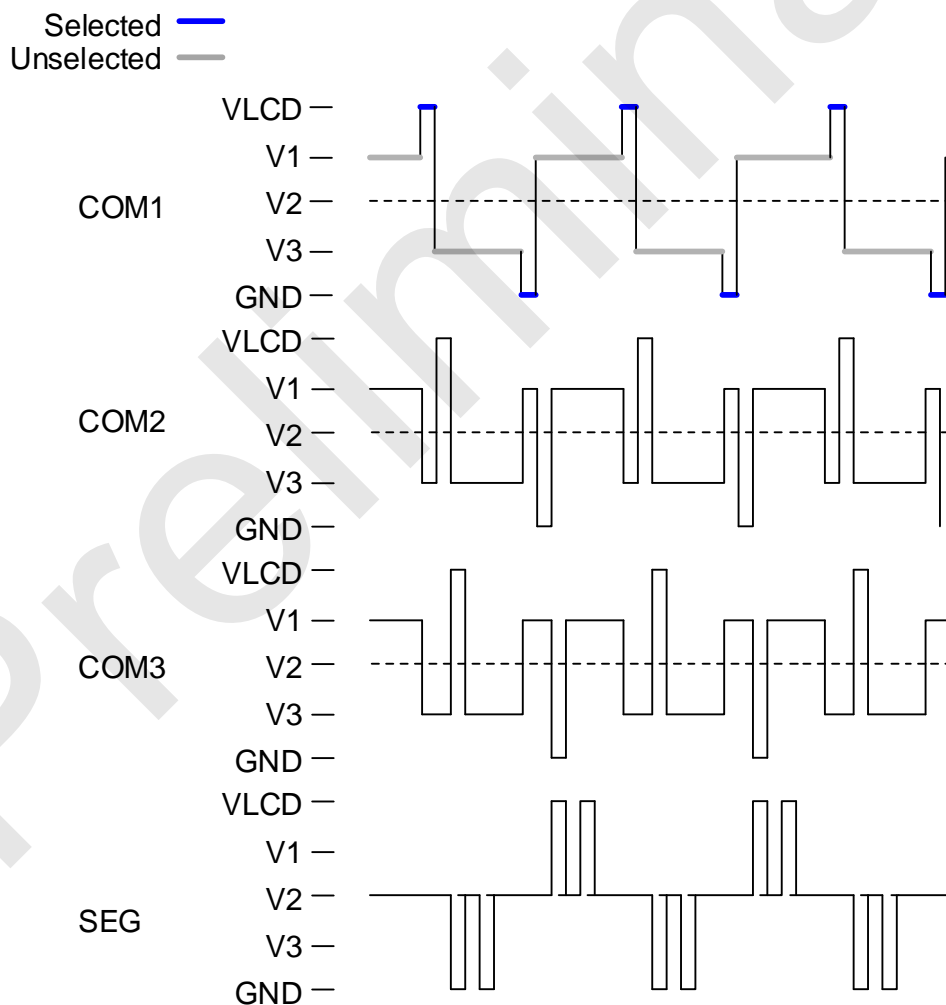 Selected
Unselected
VLCD
V1
COM1
V2
V3
GND
VLCD
V1
COM2
V2
V3
GND
VLCD
V1
COM3
V2
V3
GND
VLCD
V1
V2
SEG
V3
GND
Prelimina